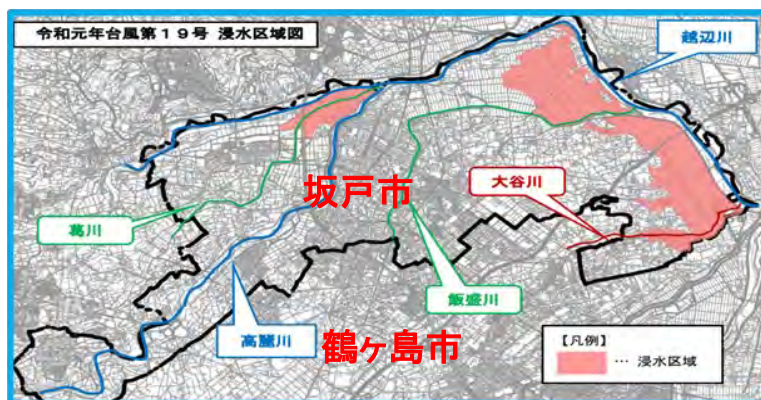 令和元年台風第１９号 浸水区域図
越辺川
坂戸市
大谷川
葛川
飯盛川
高麗川
鶴ヶ島市
【凡例】
… 浸水区域